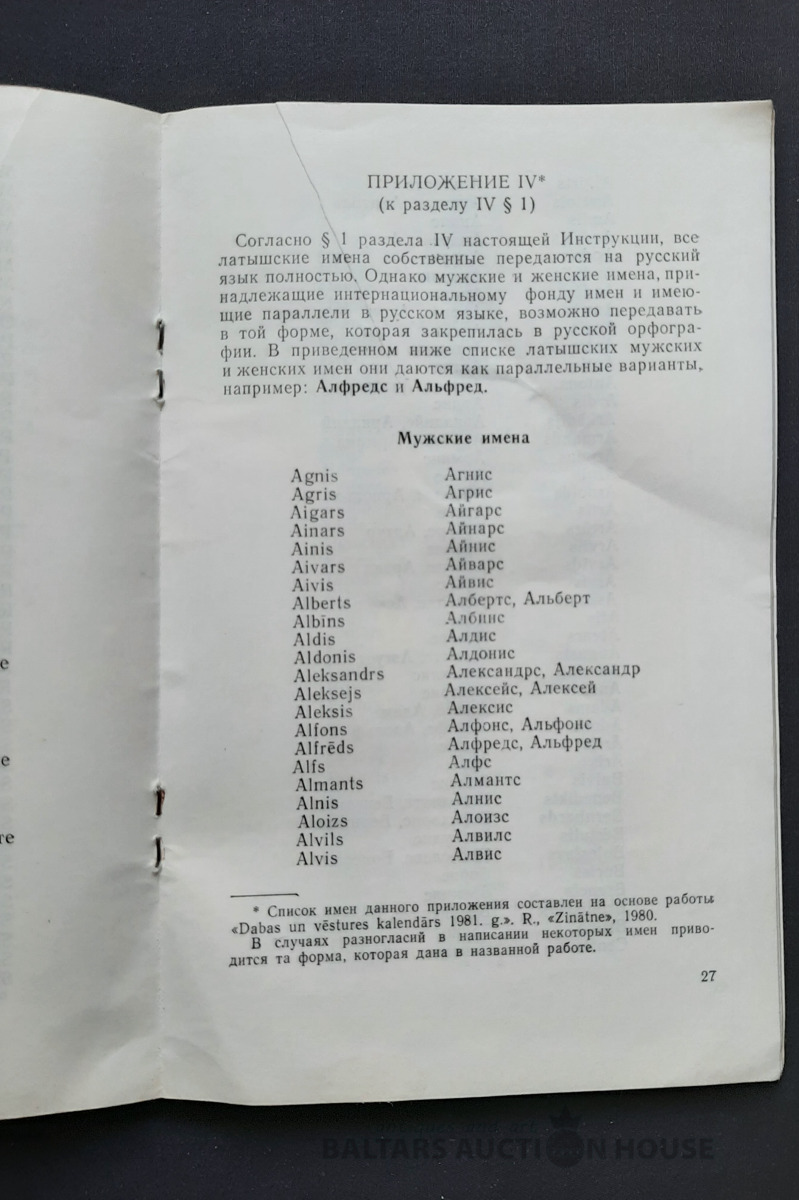 ПРИЛОЖЕНИЕ IV*
(к разделу IV § 1)
Согласно § 1 раздела IV настоящей Инструкции, все
латышские имена собственные передаются на русский
язык полностью. Однако мужские и женские имена, при-
надлежащие интернациональному фонду имен и имею-
щие параллели в русском языке, возможно передавать
в той форме, которая закрепилась в русской орфогра-
фии. В приведенном ниже списке латышских мужских
и женских имен они даются как параллельные варианты,
например: Алфредс и Альфред.
Мужские имена
Agnis Агнис
Agris Агрис
Aigars Айгарс
Ainars Айнарс
Ainis Айнис
Aivars Айварс
Aivis Айвис
Alberts Албертс, Альберт
Albīns Албинс
Aldis Алдис
Aldonis Алдонис
Aleksandrs Александрс, Александр
Aleksejs Алексейс, Алексей
Aleksis Алексис
Alfons Алфонс, Альфонс
Alfrēds Алфредс, Альфред
Alfs Алфс
Almants Алмантс
Alnis Алнис
Aloizs Алоизс
Alvils Алвилс
Alvis Алвис
* Список имен данного приложения составлен на основе работы
«Dabas un vēstures kalendārs 1981. g.». R., «Zinātne», 1980.
В случаях разногласий в написании некоторых имен приво-
дится та форма, которая дана в названной работе.
27
е
е
re
BALTARS AUCTION HOUSE